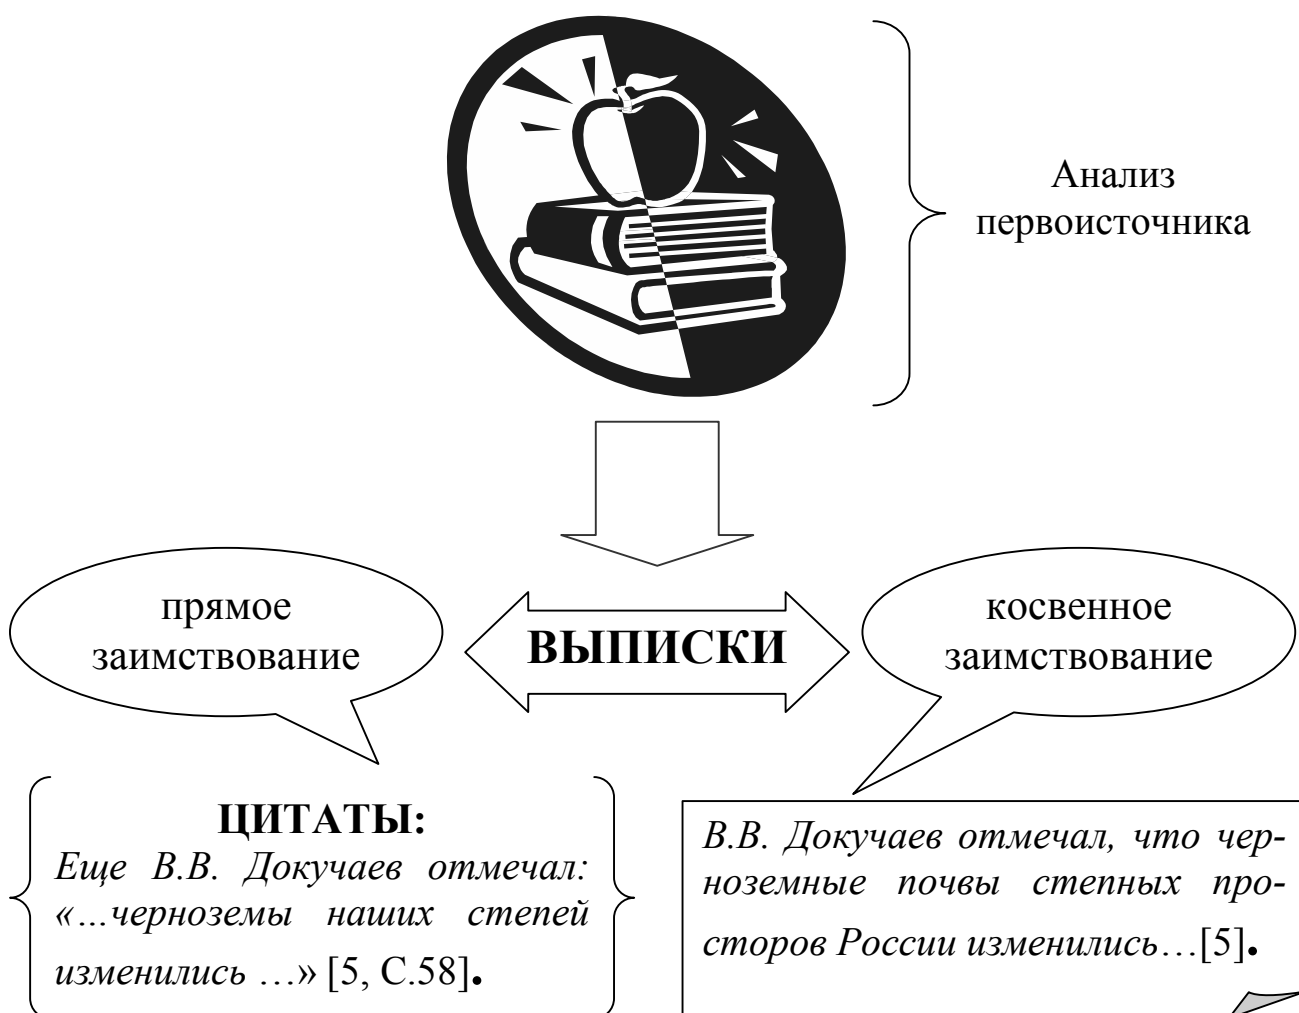 Анализ
первоисточника
прямое
заимствование
ВЫПИСКИ
косвенное
заимствование
ЦИТАТЫ:
Еще В.В. Докучаев отмечал:
«…черноземы наших степей
изменились …» [5, С.58].
В.В. Докучаев отмечал, что чер-
ноземные почвы степных про-
сторов России изменились…[5].